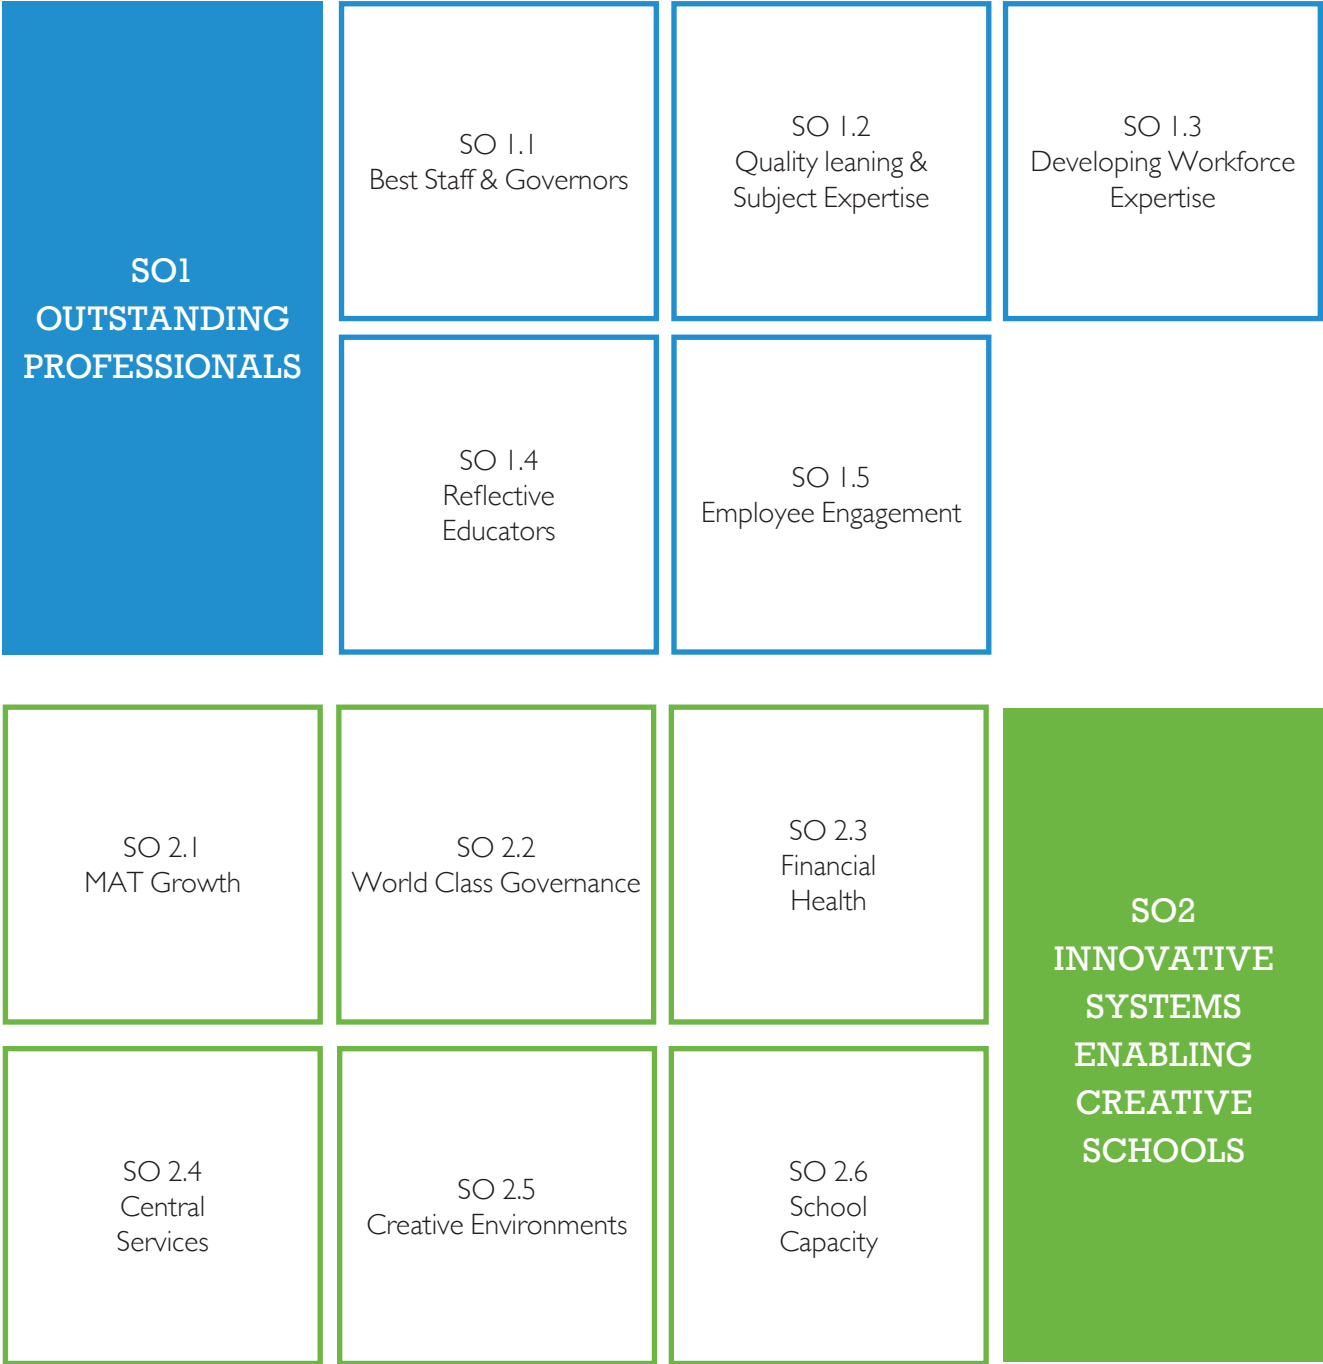 SO1
OUTSTANDING
PROFESSIONALS
SO 1.1
Best Staff & Governors
SO 1.2
Quality leaning &
Subject Expertise
SO 1.3
Developing Workforce
Expertise
SO 1.4
Reflective
Educators
SO 1.5
Employee Engagement
SO 2.1
MAT Growth
SO 2.2
World Class Governance
SO 2.3
Financial
Health
SO2
INNOVATIVE
SYSTEMS
ENABLING
CREATIVE
SCHOOLS
SO 2.4
Central
Services
SO 2.5
Creative Environments
SO 2.6
School
Capacity